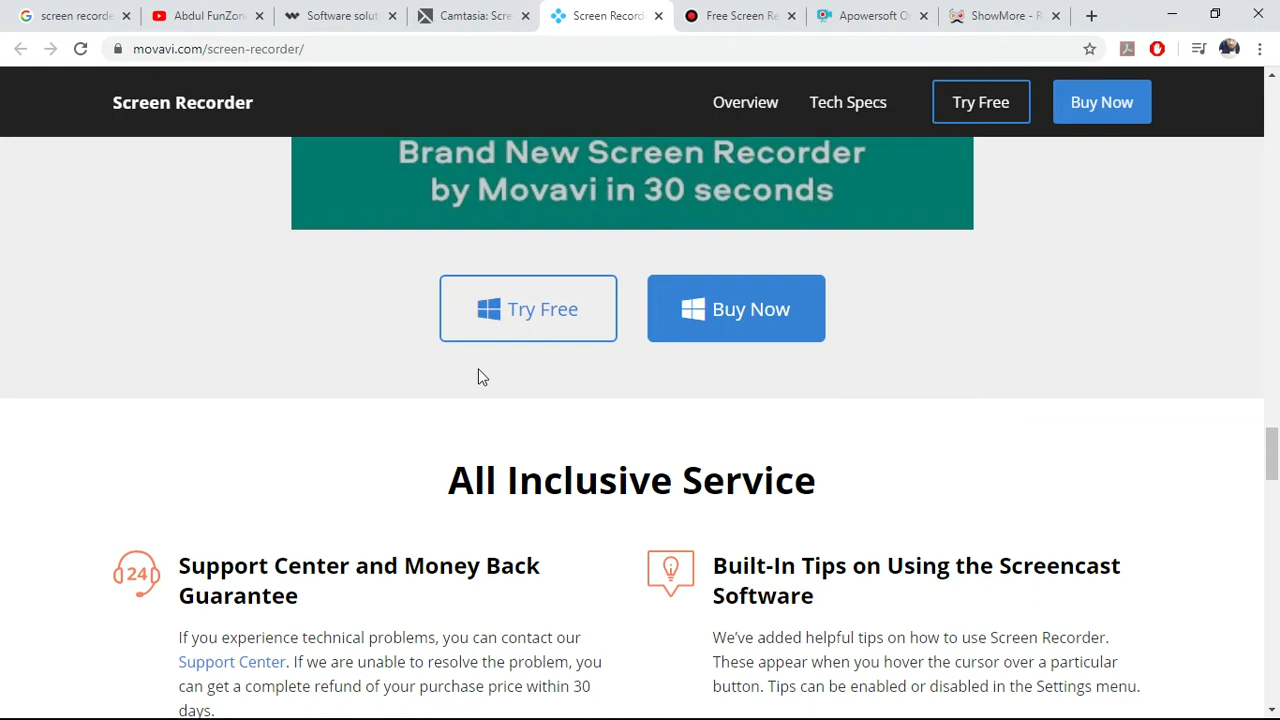 screen recorde
Abdul FunZon
Software solut
Camtasia: Scre
Screen Record
Free Screen Re
Apowersoft O
ShowMore - R
movavi.com/screen-recorder/
Screen Recorder
Overview
Tech Specs
Try Free
Buy Now
Brand New Screen Recorder
by Movavi in 30 seconds
Try Free
Buy Now
All Inclusive Service
24
Support Center and Money Back
Guarantee
If you experience technical problems, you can contact our
Support Center. If we are unable to resolve the problem, you
can get a complete refund of your purchase price within 30
days.
Built-In Tips on Using the Screencast
Software
We've added helpful tips on how to use Screen Recorder.
These appear when you hover the cursor over a particular
button. Tips can be enabled or disabled in the Settings menu.